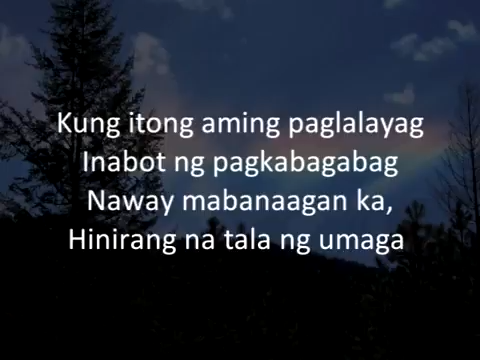 Kung itong aming paglalayag
Inabot ng pagkabagabag
Naway mabanaagan ka,
Hinirang na tala ng umaga